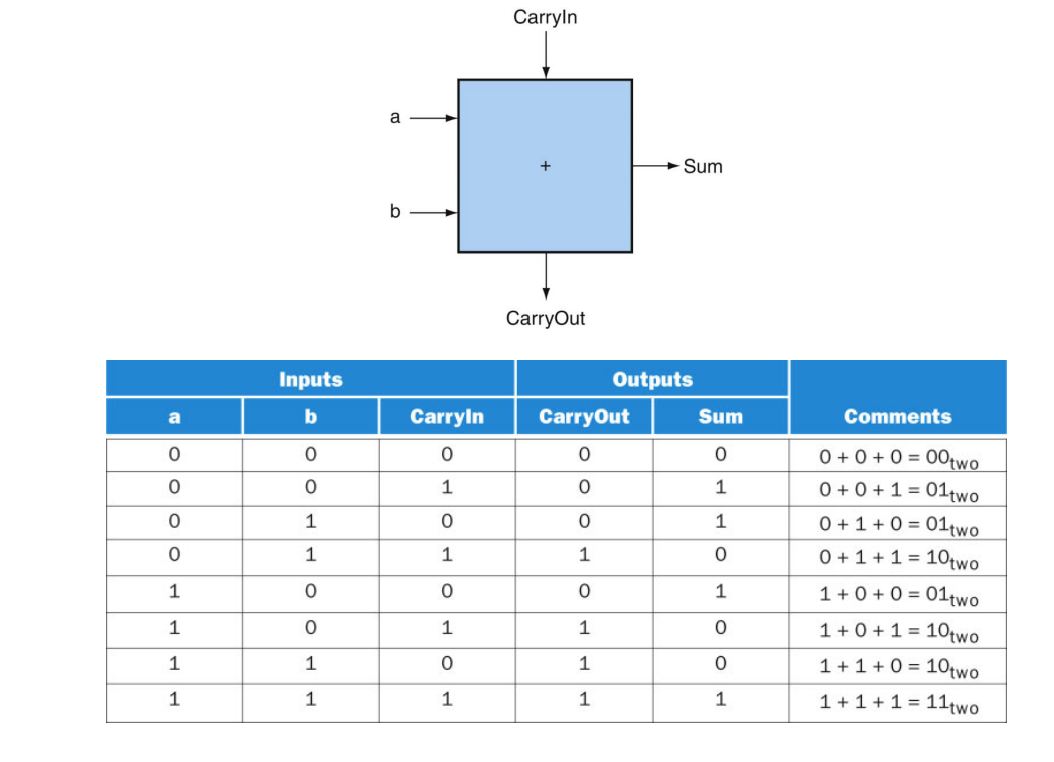 CarryIn
a
+
Sum
b
CarryOut
Inputs Outputs
a b CarryIn CarryOut Sum Comments
0 0 0 0 0 0 + 0 + 0 = 00two
0 0 1 0 1 0 + 0 + 1 = 01two
0 1 0 0 1 0 + 1 + 0 = 01two
0 1 1 1 0 0 + 1 + 1 = 10two
1 0 0 0 1 1 + 0 + 0 = 01two
1 0 1 1 0 1 + 0 + 1 = 10two
1 1 0 1 0 1 + 1 + 0 = 10two
1 1 1 1 1 1 + 1 + 1 = 11two